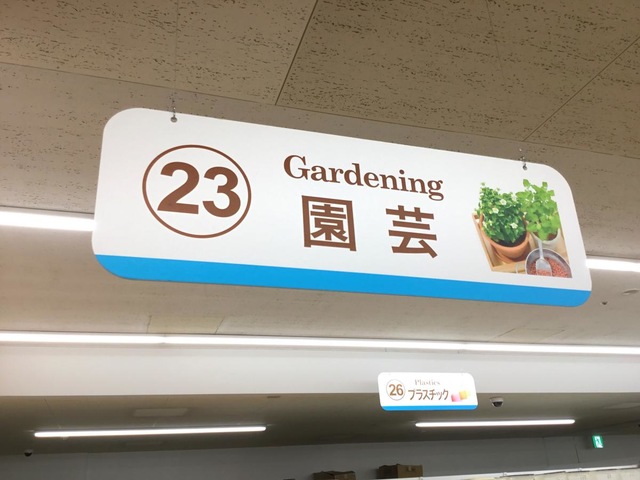 23
Gardening
園芸
26
Plastics
プラスチック